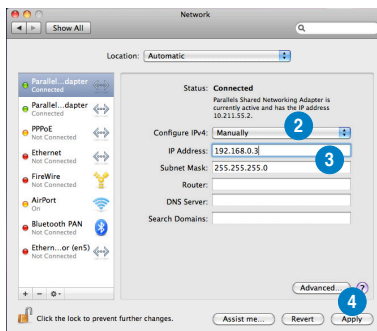 Network
Show All
Location: Automatic
Parallel...dapter
Connected
Parallel...dapter
Connected
PPPoE
Not Connected
Ethernet
Not Connected
FireWire
Not Connected
AirPort
On
Bluetooth PAN
Not Connected
Ethern...or (en5)
Not Connected
Status: Connected
Parallels Shared Networking Adapter is
currently active and has the IP address
10.211.55.2.
2
Configure IPv4: Manually
IP Address: 192.168.0.3
3
Subnet Mask: 255.255.255.0
Router:
DNS Server:
Search Domains:
Advanced... ?
4
Click the lock to prevent further changes.
Assist me... Revert Apply